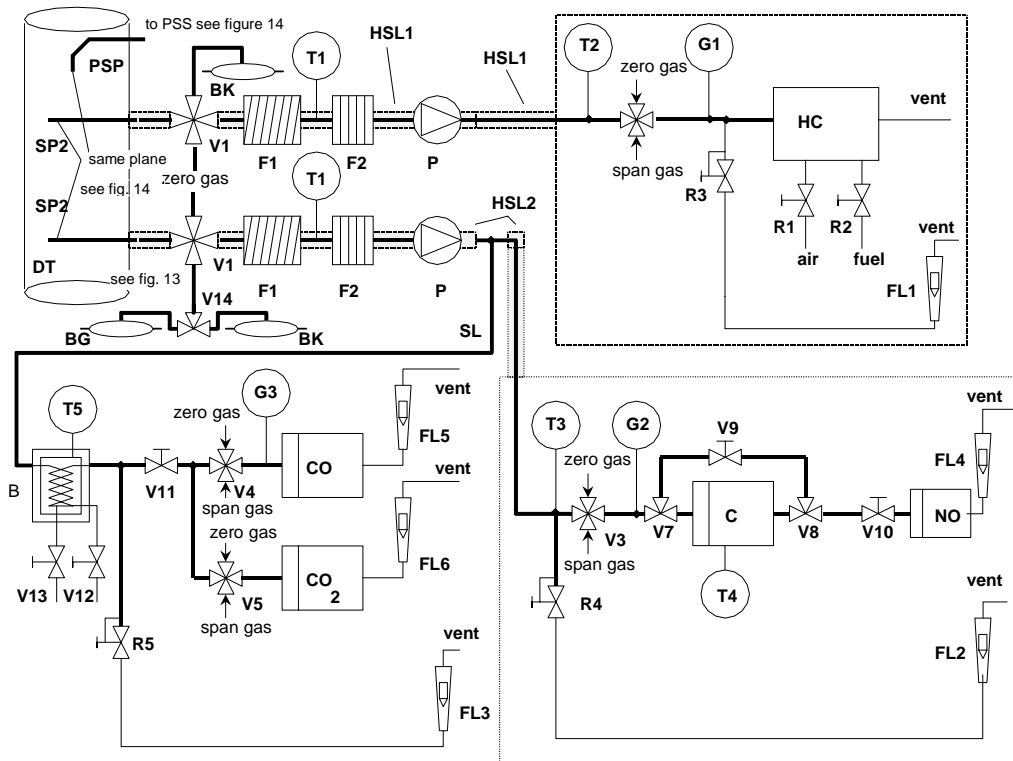 to PSS see figure 14
PSP
BK
T1
HSL1
HSL1
T2
zero gas
G1
vent
HC
SP2
V1
F1
F2
P
span gas
R3
same plane
see fig. 14
zero gas
T1
HSL2
SP2
R1
R2
air
fuel
vent
DT
see fig. 13
V1
F1
F2
P
FL1
V14
BG
BK
SL
vent
T5
zero gas
G3
FL5
vent
T3
G2
V9
vent
zero gas
FL4
B
V11
V4
CO
span gas
vent
zero gas
V3
V7
C
V8
V10
NO
span gas
V13
V12
V5
CO
2
FL6
span gas
R4
T4
vent
R5
vent
FL2
FL3